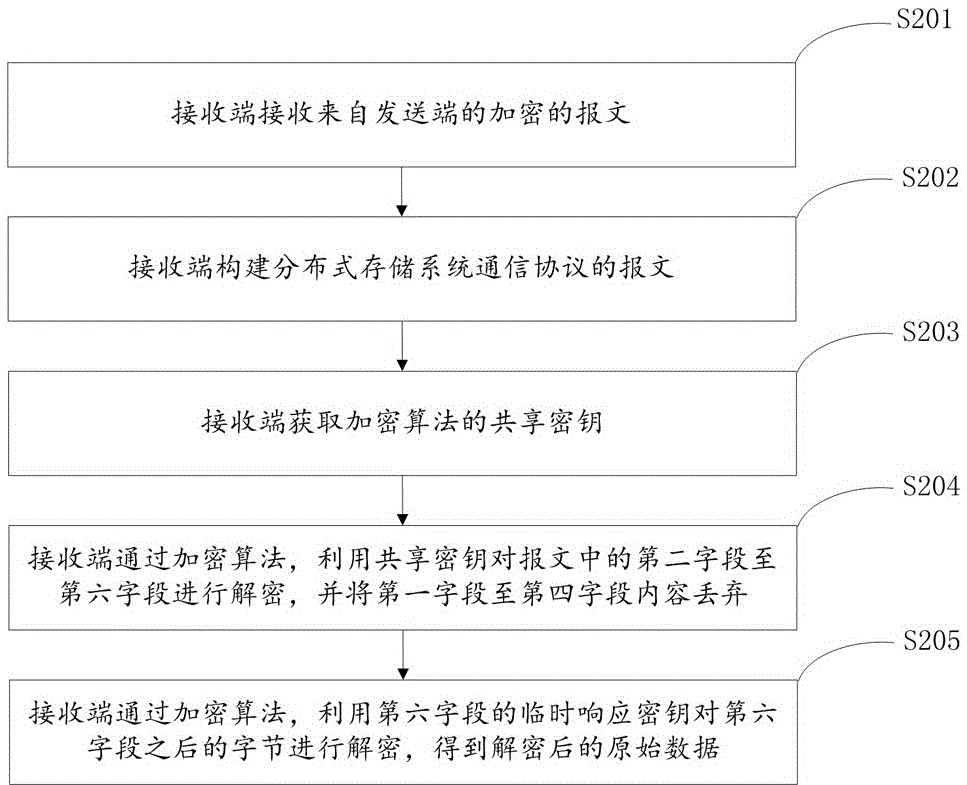 S201
接收端接收来自发送端的加密的报文
S202
接收端构建分布式存储系统通信协议的报文
S203
接收端获取加密算法的共享密钥
S204
接收端通过加密算法，利用共享密钥对报文中的第二字段至
第六字段进行解密，并将第一字段至第四字段内容丢弃
S205
接收端通过加密算法，利用第六字段的临时响应密钥对第六
字段之后的字节进行解密，得到解密后的原始数据